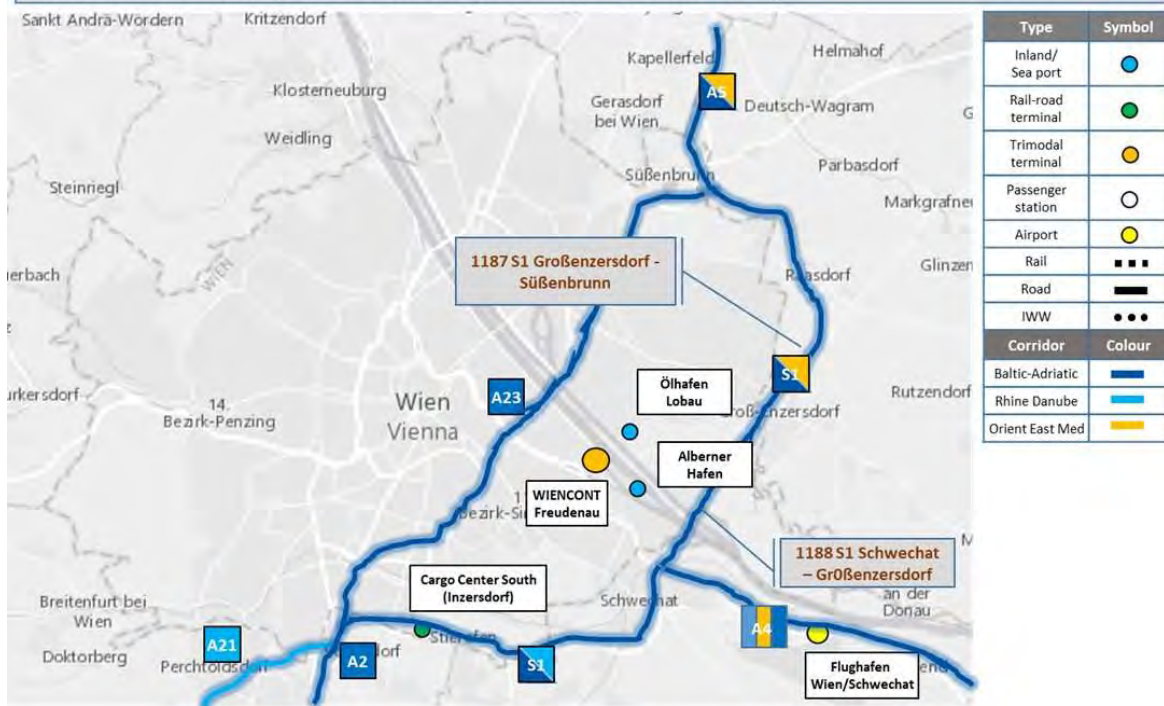 Sankt Andrä-Wördern
Kritzendorf
Kapellerfeld
Helmahof
Klosterneuburg
A5
Gerasdorf
bei Wien
Deutsch-Wagram
Weidling
Parbasdorf
Steinriegl
Süßenbrunn
WIEN
1187 S1 Großenzersdorf -
Süßenbrunn
Raasdorf
S1
Ölhafen
Lobau
Rutzendorf
A23
Wien
Vienna
14.
Bezirk-Penzing
Alberner
Hafen
WIENCONT
Freudenau
1188 S1 Schwechat
– Gr0ßenzersdorf
an der
Donau
Cargo Center South
(Inzersdorf)
Schwechat
Breitenfurt bei
Wien
A4
A21
Doktorberg
Perchtoldsdorf
A2
S1
Flughafen
Wien/Schwechat
Type Symbol
Inland/
Sea port
Rail-road
terminal
Trimodal
terminal
Passenger
station
Airport
Rail
Road
IWW
Corridor Colour
Baltic-Adriatic
Rhine Danube
Orient East Med